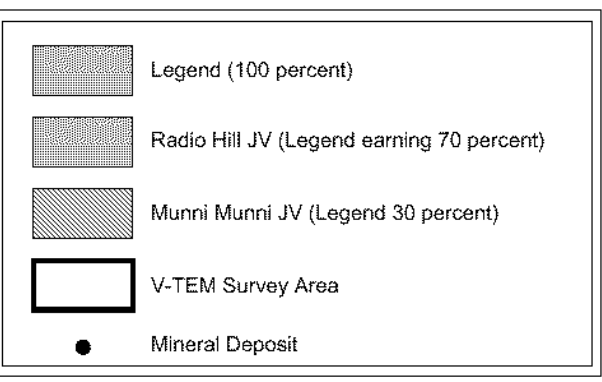 Legend (100 percent)
Radio Hill JV (Legend earning 70 percent)
Munni Munni JV (Legend 30 percent)
V-TEM Survey Area
Mineral Deposit